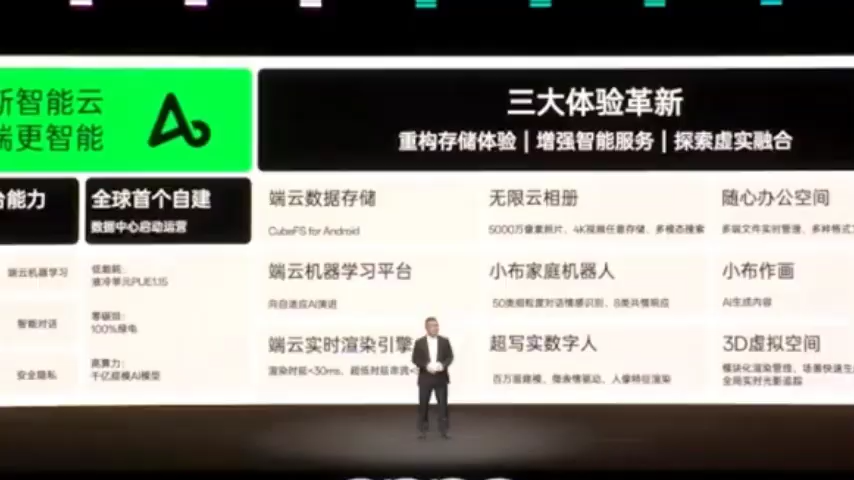 新智能云
端更智能
三大体验革新
重构存储体验 | 增强智能服务 | 探索虚实融合
台能力
全球首个自建
数据中心启动运营
端云机器学习
智能对话
安全隐私
低能耗:
液冷单元PUE1.15
零碳排:
100%绿电
高算力:
千亿规模AI模型
端云数据存储
CubeFS for Android
无限云相册
5000万像素照片、4K视频任意存储、多模态搜索
随心办公空间
多端文件实时管理、多种格式
端云机器学习平台
向自适应AI演进
小布家庭机器人
50类细粒度对话情感识别、8类共情响应
小布作画
AI生成内容
端云实时渲染引擎
渲染时延<30ms、超低时延串流<
超写实数字人
百万面建模、微表情驱动、人像特征渲染
3D虚拟空间
模块化渲染管线、场景快速生
全局实时光影追踪